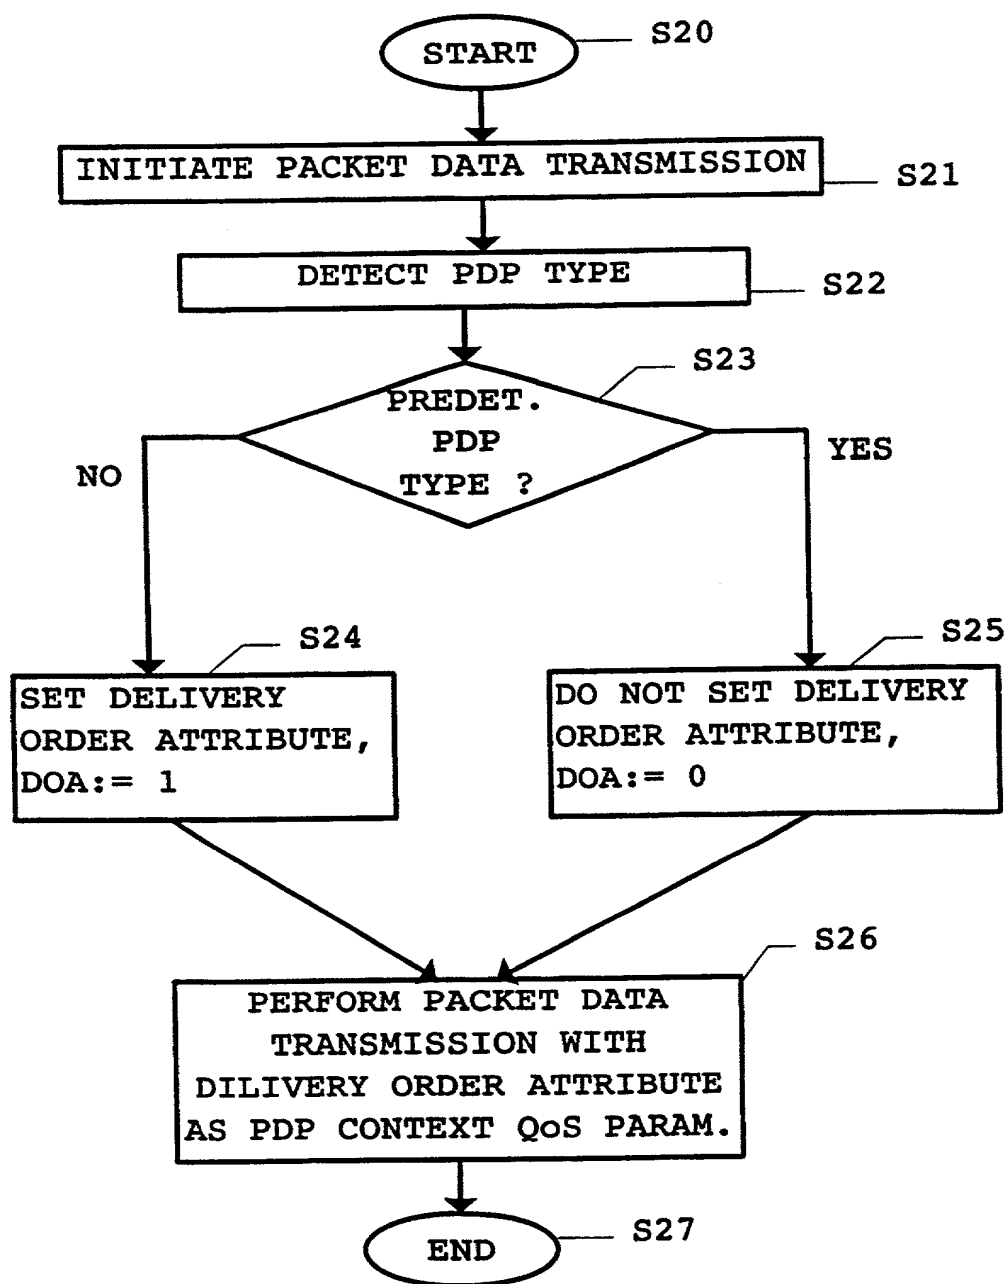 START
S20
INITIATE PACKET DATA TRANSMISSION
S21
DETECT PDP TYPE
S22
S23
PREDET.
PDP
TYPE ?
NO
YES
S24
SET DELIVERY
ORDER ATTRIBUTE,
DOA:= 1
S25
DO NOT SET DELIVERY
ORDER ATTRIBUTE,
DOA:= 0
S26
PERFORM PACKET DATA
TRANSMISSION WITH
DILIVERY ORDER ATTRIBUTE
AS PDP CONTEXT QoS PARAM.
END
S27